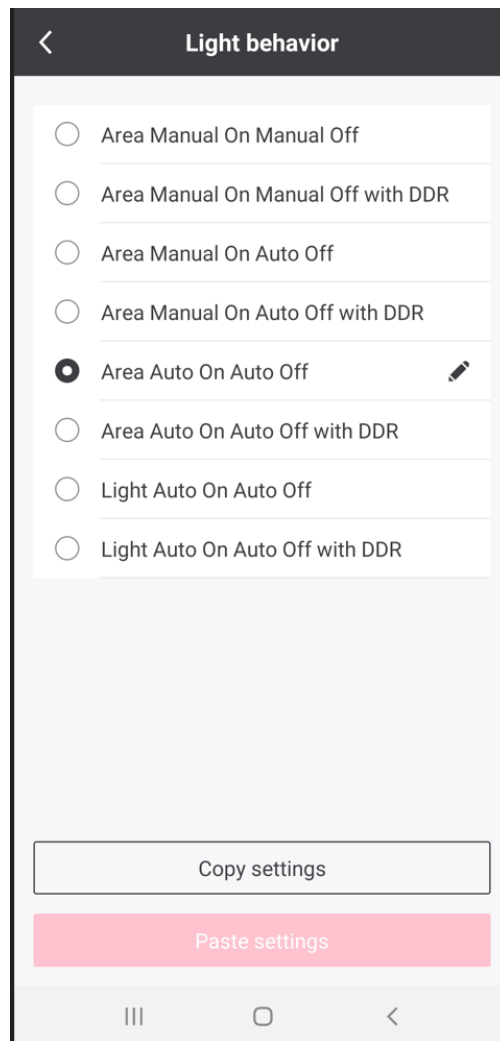 Light behavior
Area Manual On Manual Off
Area Manual On Manual Off with DDR
Area Manual On Auto Off
Area Manual On Auto Off with DDR
Area Auto On Auto Off
Area Auto On Auto Off with DDR
Light Auto On Auto Off
Light Auto On Auto Off with DDR
Copy settings
Paste settings